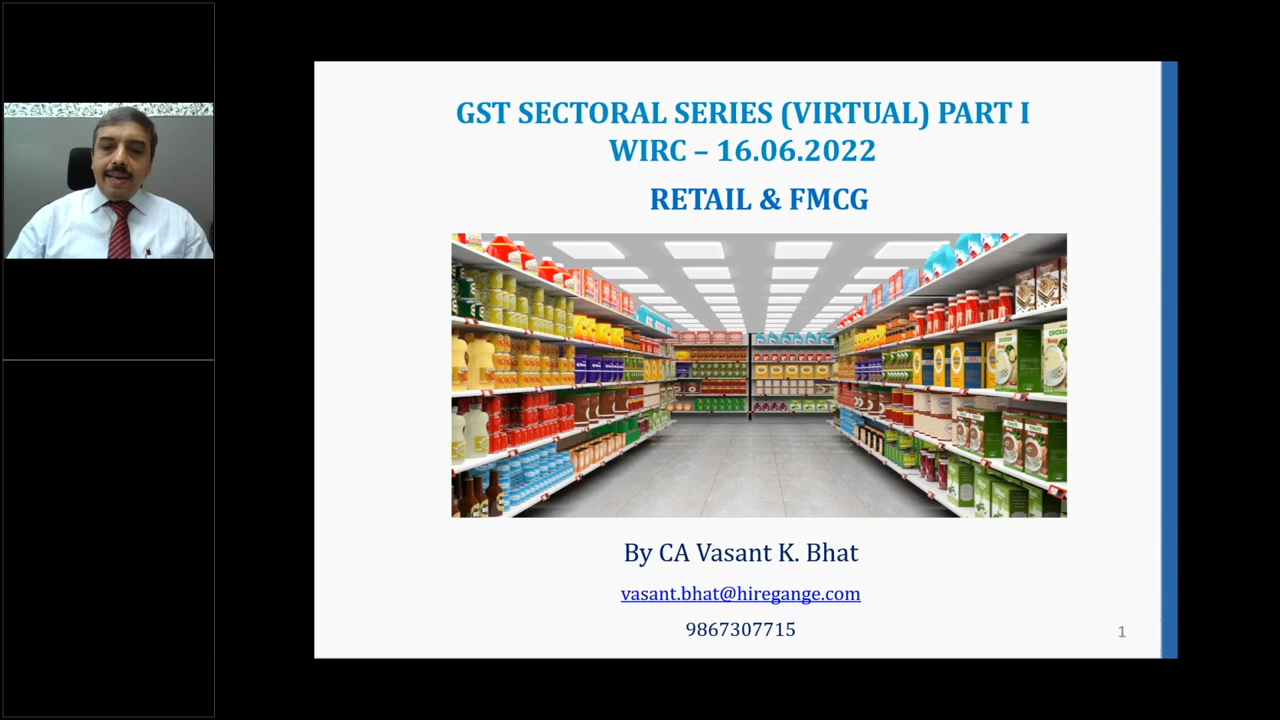 GST SECTORAL SERIES (VIRTUAL) PART I
WIRC – 16.06.2022
RETAIL & FMCG
By CA Vasant K. Bhat
vasant.bhat@hiregange.com
9867307715
1